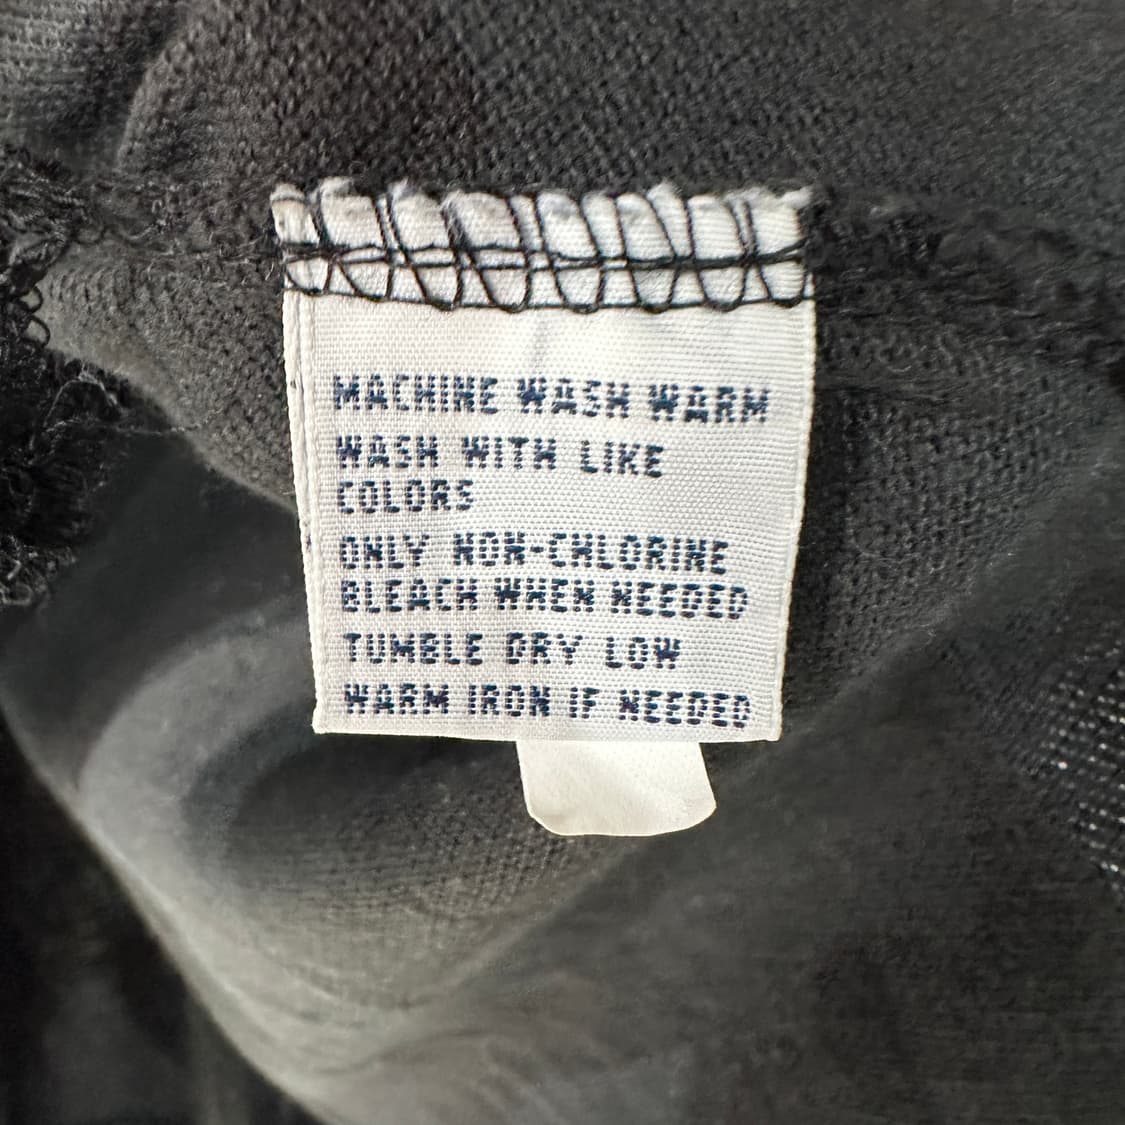 MACHINE WASH WARM
WASH WITH LIKE
COLORS
ONLY NON-CHLORINE
BLEACH WHEN NEEDED
TUMBLE DRY LOW
WARM IRON IF NEEDED